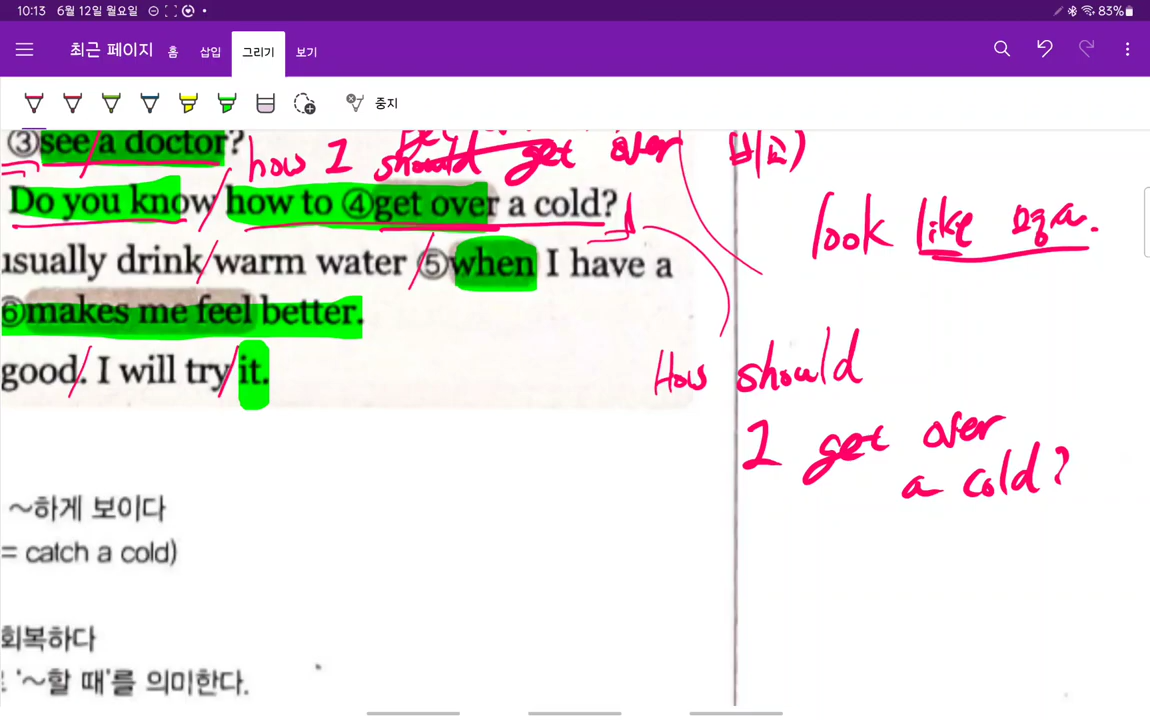 10:13 6월 12일 월요일 83%
최근 페이지 홈 삽입 그리기 보기
중지
③see a doctor?
how I should get over
Do you know how to ④get over a cold?
look like 명사.
usually drink warm water ⑤when I have a
⑥makes me feel better.
good. I will try it.
How should
I get over
a cold?
~하게 보이다
= catch a cold)
회복하다
'~할 때'를 의미한다.